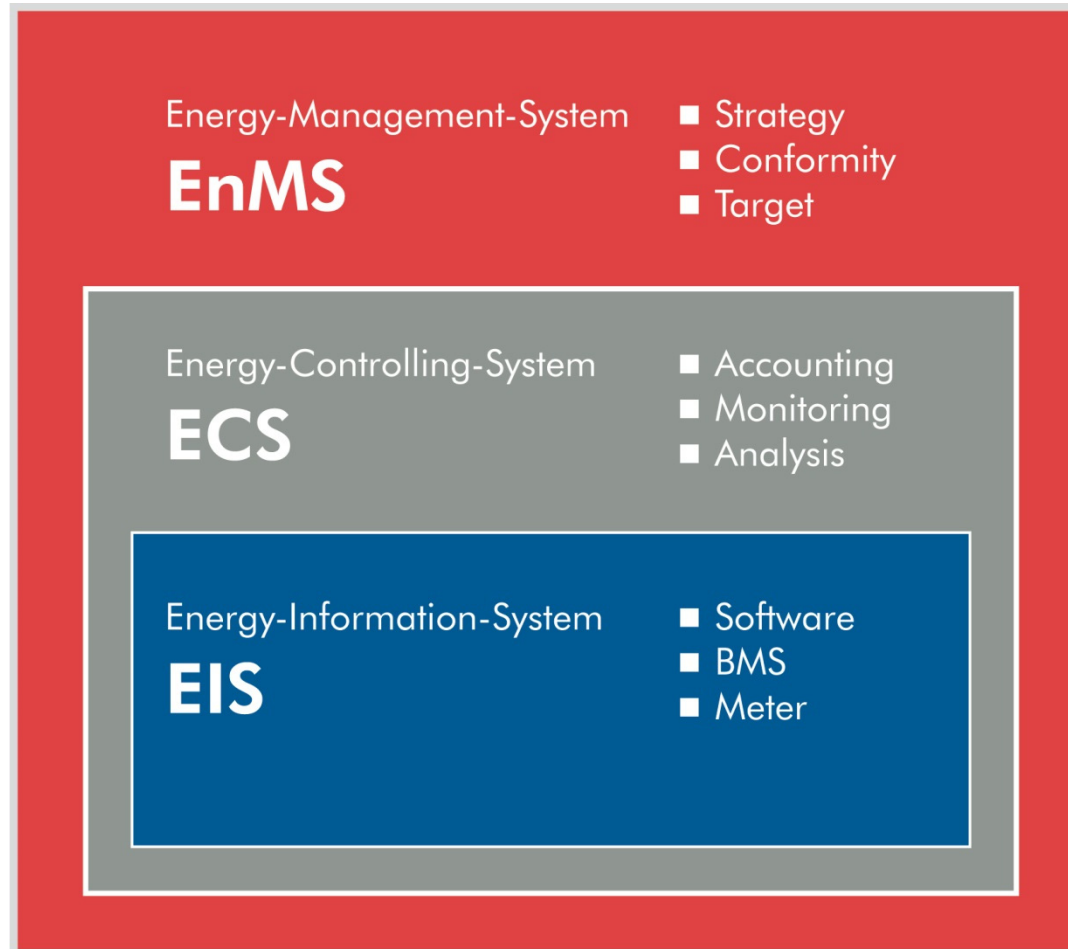 Energy-Management-System
EnMS
■ Strategy
■ Conformity
■ Target
Energy-Controlling-System
ECS
■ Accounting
■ Monitoring
■ Analysis
Energy-Information-System
EIS
■ Software
■ BMS
■ Meter